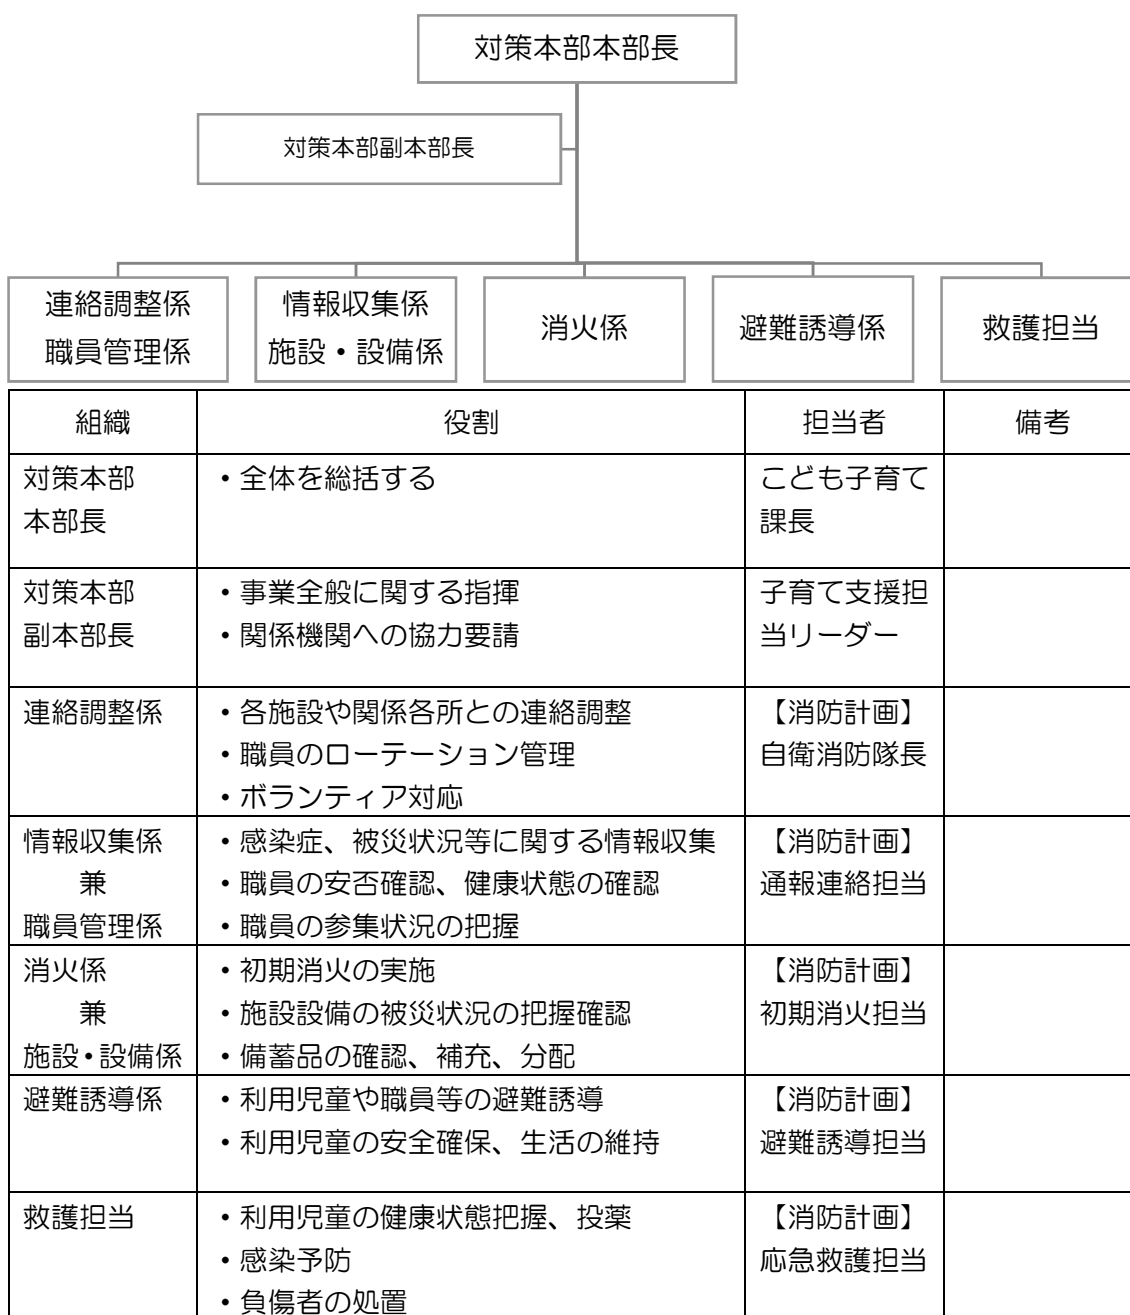 対策本部本部長
対策本部副本部長
連絡調整係
職員管理係
情報収集係
施設・設備係
消火係
避難誘導係
救護担当
組織
役割
担当者
備考
対策本部
本部長
・全体を総括する
こども子育て
課長
対策本部
副本部長
・事業全般に関する指揮
・関係機関への協力要請
子育て支援担
当リーダー
連絡調整係
・各施設や関係各所との連絡調整
・職員のローテーション管理
・ボランティア対応
【消防計画】
自衛消防隊長
情報収集係
兼
職員管理係
・感染症、被災状況等に関する情報収集
・職員の安否確認、健康状態の確認
・職員の参集状況の把握
【消防計画】
通報連絡担当
消火係
兼
施設・設備係
・初期消火の実施
・施設設備の被災状況の把握確認
・備蓄品の確認、補充、分配
【消防計画】
初期消火担当
避難誘導係
・利用児童や職員等の避難誘導
・利用児童の安全確保、生活の維持
【消防計画】
避難誘導担当
救護担当
・利用児童の健康状態把握、投薬
・感染予防
・負傷者の処置
【消防計画】
応急救護担当